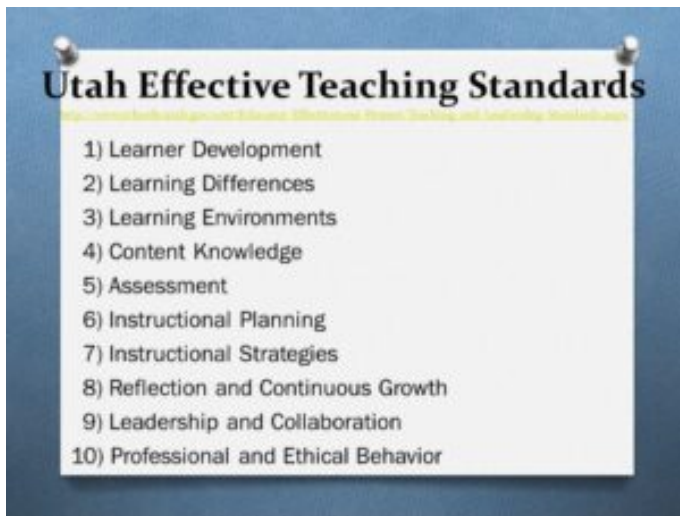 Utah Effective Teaching Standards
1) Learner Development
2) Learning Differences
3) Learning Environments
4) Content Knowledge
5) Assessment
6) Instructional Planning
7) Instructional Strategies
8) Reflection and Continuous Growth
9) Leadership and Collaboration
10) Professional and Ethical Behavior